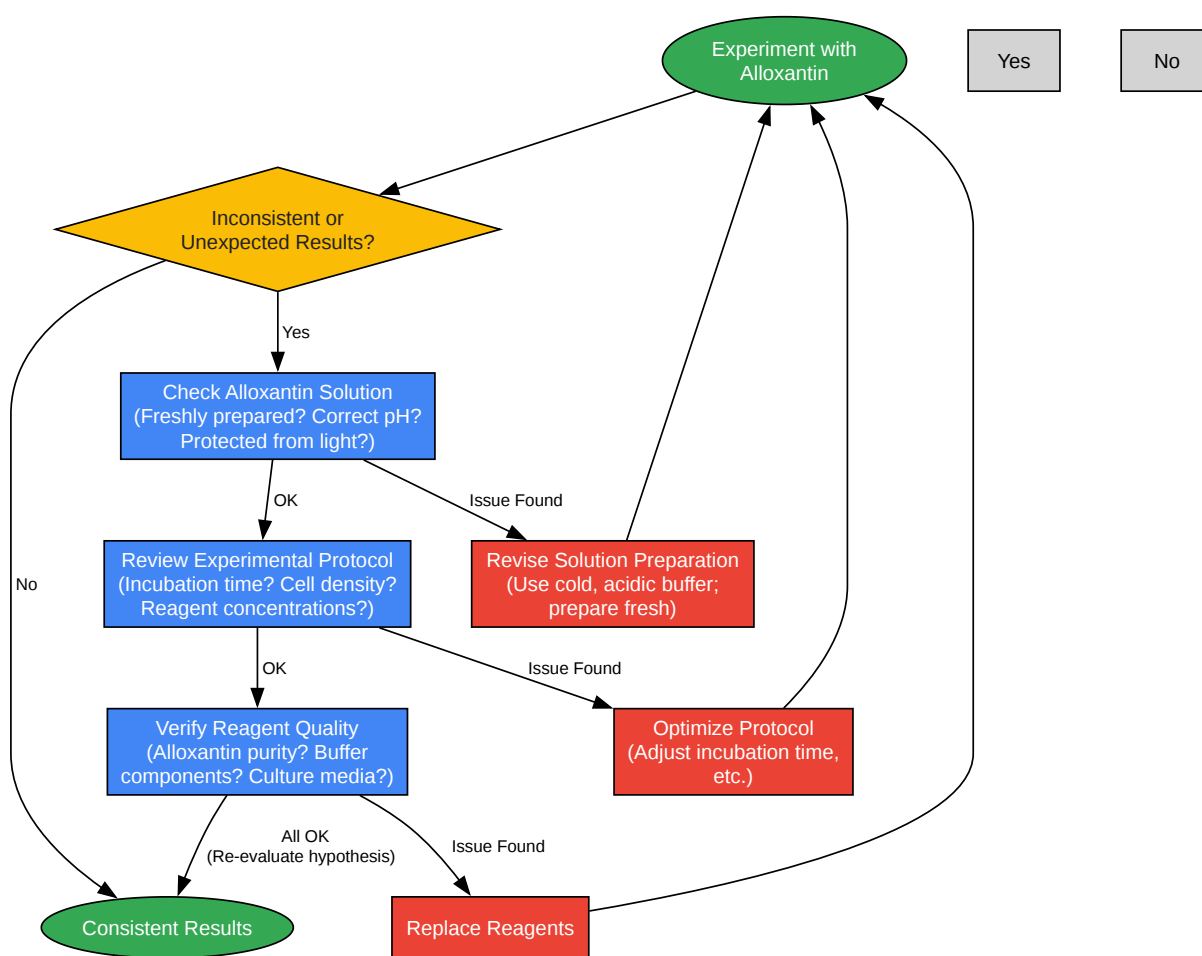 Experiment with
Alloxantin
Yes
No
Inconsistent or
Unexpected Results?
Yes
Check Alloxantin Solution
(Freshly prepared? Correct pH?
Protected from light?)
OK
Issue Found
No
Review Experimental Protocol
(Incubation time? Cell density?
Reagent concentrations?)
Revise Solution Preparation
(Use cold, acidic buffer;
prepare fresh)
OK
Issue Found
Verify Reagent Quality
(Alloxantin purity? Buffer
components? Culture media?)
Optimize Protocol
(Adjust incubation time,
etc.)
All OK
(Re-evaluate hypothesis)
Issue Found
Consistent Results
Replace Reagents